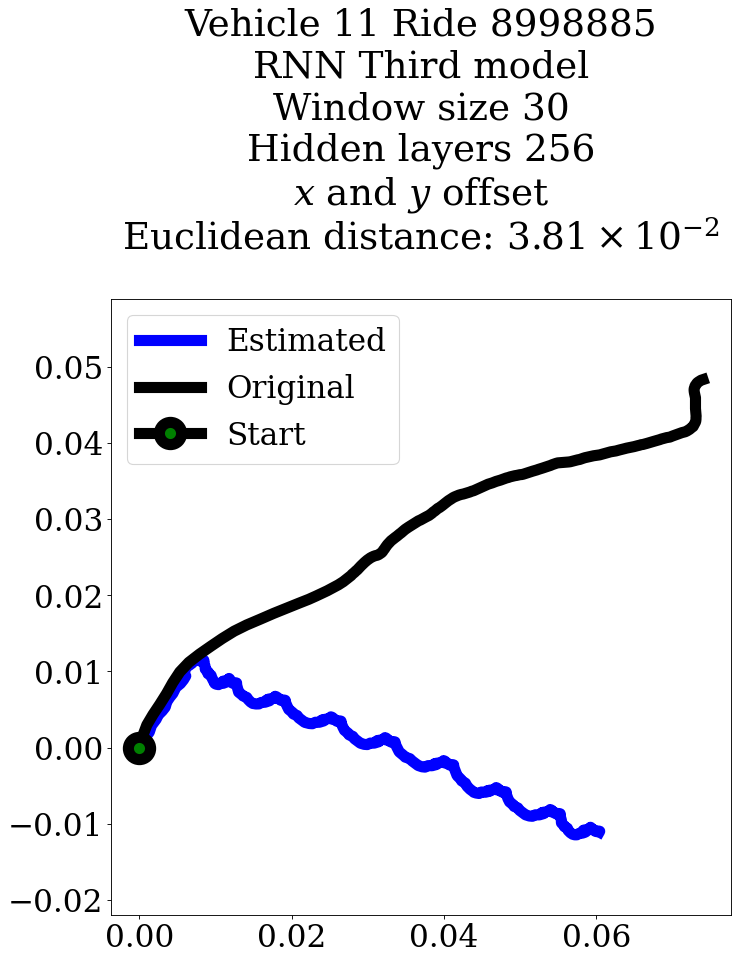 Vehicle 11 Ride 8998885
RNN Third model
Window size 30
Hidden layers 256
x and y offset
Euclidean distance: 3.81 × 10⁻²
Estimated
Original
Start
0.05
0.04
0.03
0.02
0.01
0.00
−0.01
−0.02
0.00 0.02 0.04 0.06